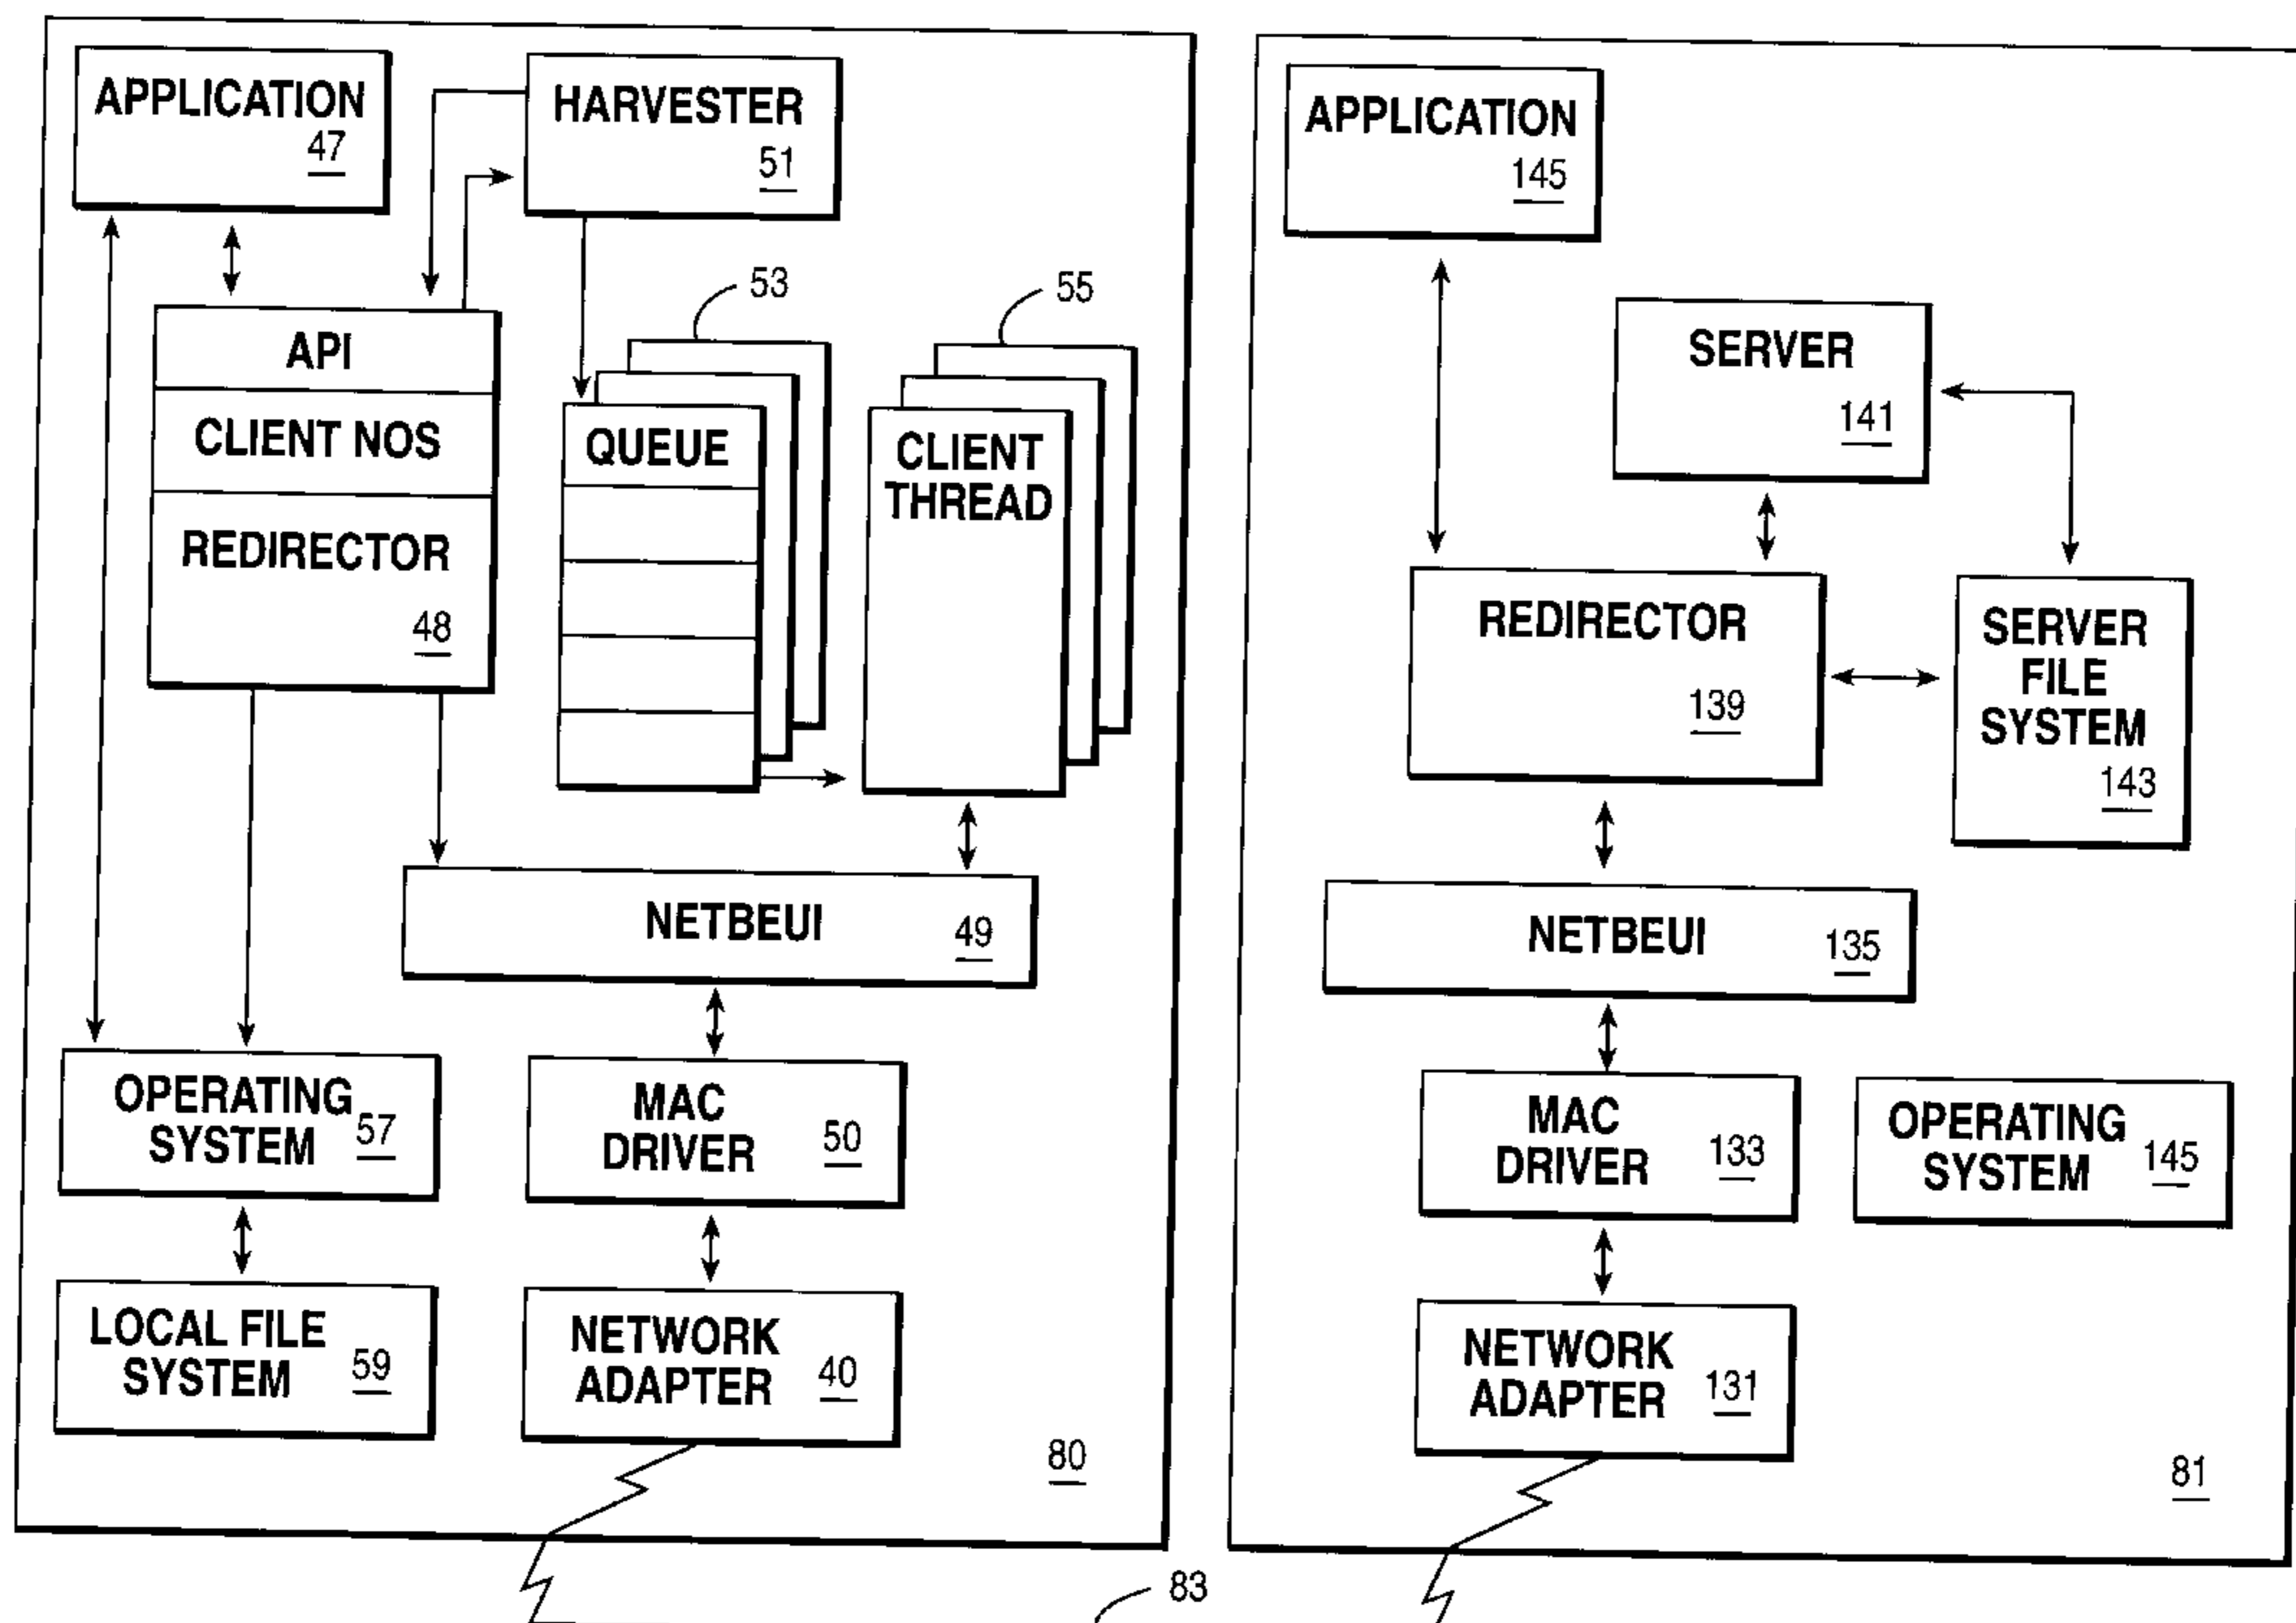 APPLICATION
47
HARVESTER
51
53
55
API
CLIENT NOS
REDIRECTOR
48
QUEUE
CLIENT
THREAD
NETBEUI
49
OPERATING
SYSTEM
57
MAC
DRIVER
50
LOCAL FILE
SYSTEM
59
NETWORK
ADAPTER
40
80
APPLICATION
145
SERVER
141
REDIRECTOR
139
SERVER
FILE
SYSTEM
143
NETBEUI
135
MAC
DRIVER
133
OPERATING
SYSTEM
145
NETWORK
ADAPTER
131
81
83